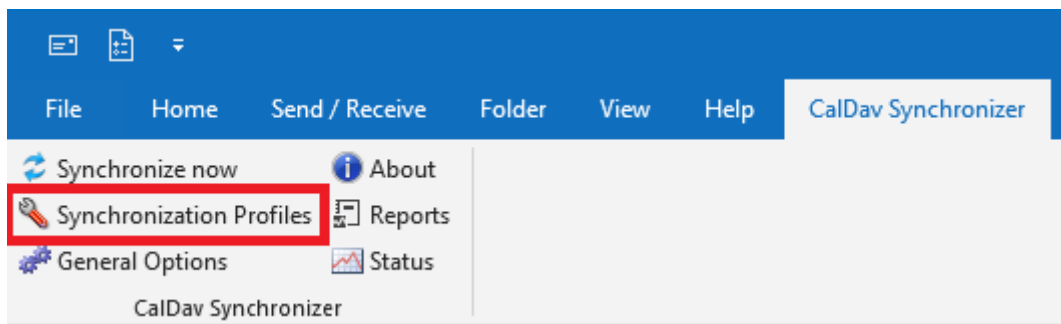 File Home Send / Receive Folder View Help CalDav Synchronizer
Synchronize now About
Synchronization Profiles Reports
General Options Status
CalDav Synchronizer